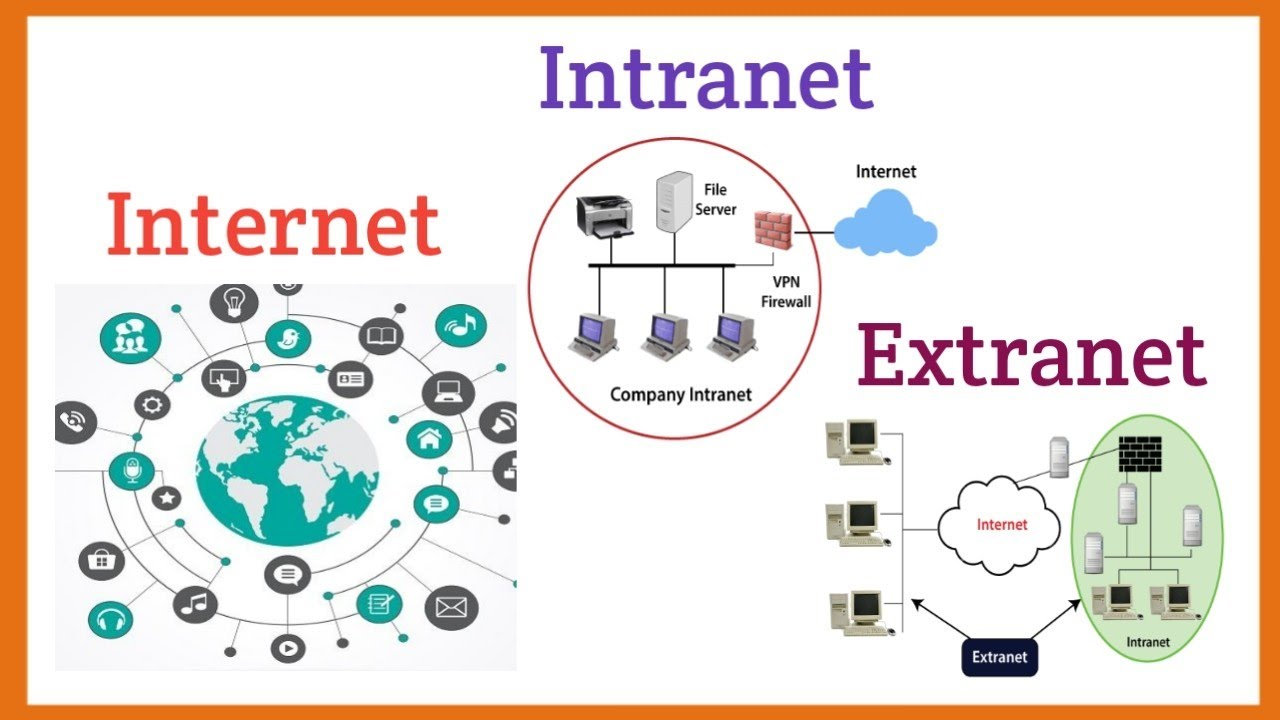 Intranet
Internet
File
Server
Internet
VPN
Firewall
Company Intranet
Extranet
Internet
Intranet
Extranet